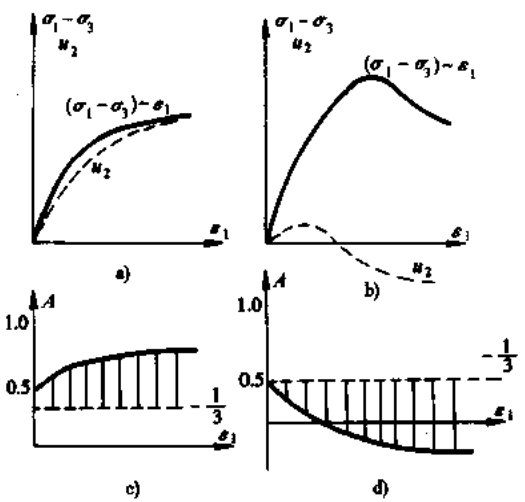 σ₁-σ₃
u₂
(σ₁-σ₃)~ε₁
u₂
ε₁
a)
σ₁-σ₃
u₂
(σ₁-σ₃)~ε₁
ε₁
u₂
b)
A
1.0
0.5
-1/3
ε₁
c)
A
1.0
0.5
-1/3
ε₁
d)